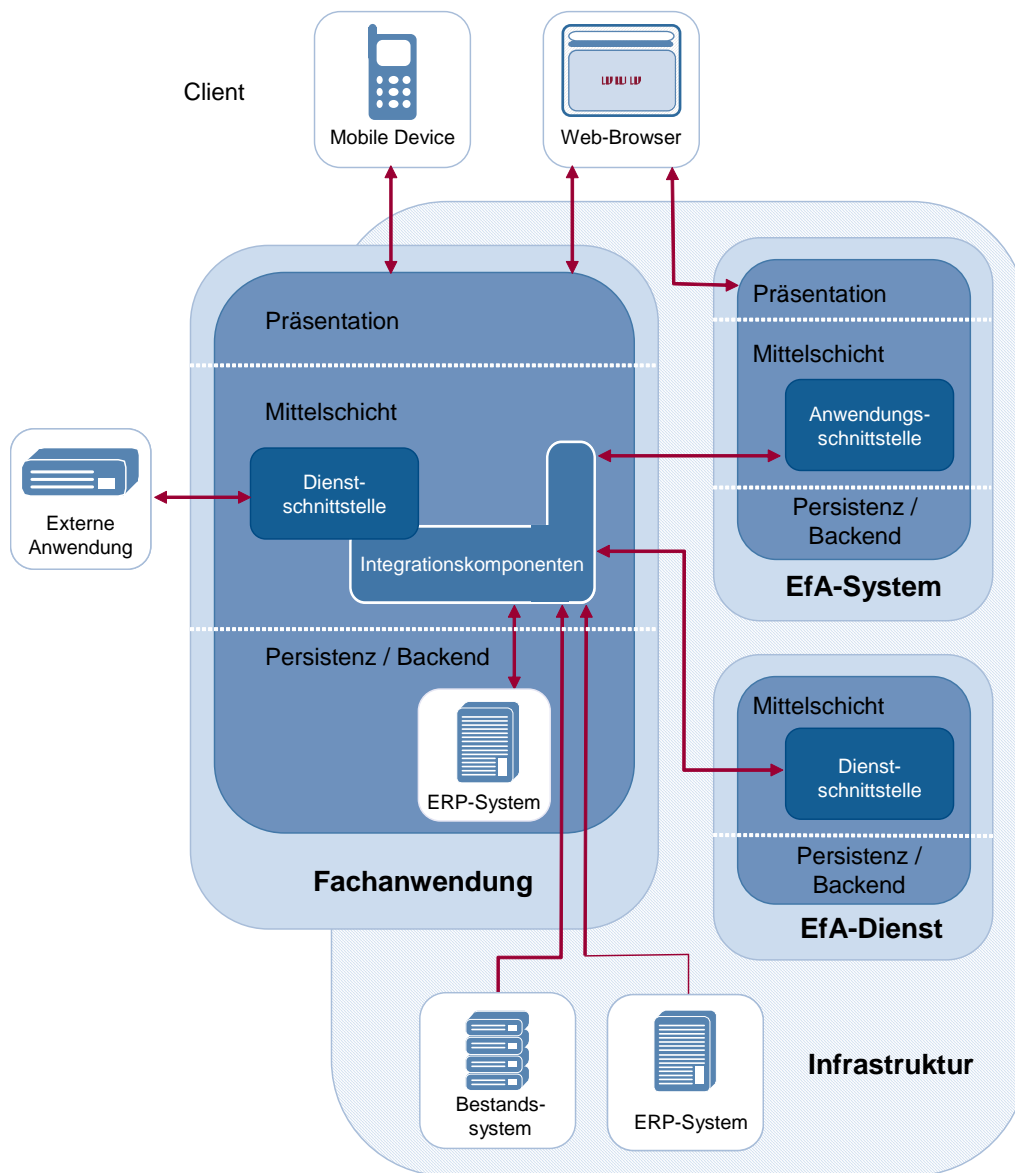 Client
Mobile Device
Web-Browser
Präsentation
Mittelschicht
Dienst-
schnittstelle
Integrationskomponenten
Externe
Anwendung
Persistenz / Backend
ERP-System
Fachanwendung
Präsentation
Mittelschicht
Anwendungs-
schnittstelle
Persistenz /
Backend
EfA-System
Mittelschicht
Dienst-
schnittstelle
Persistenz /
Backend
EfA-Dienst
Bestands-
system
ERP-System
Infrastruktur